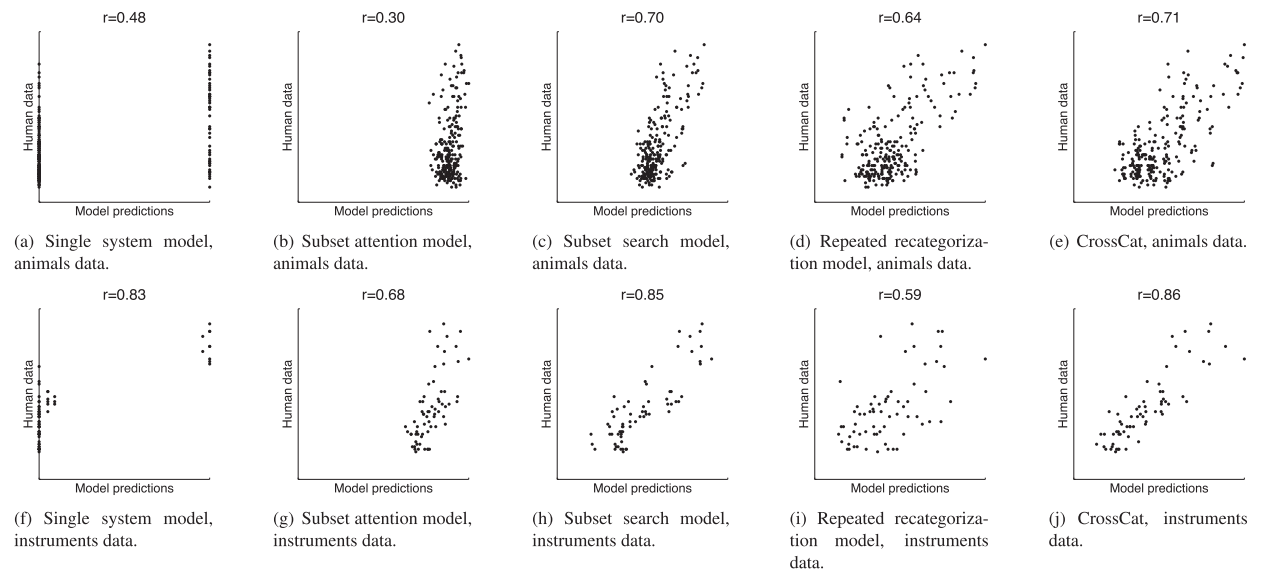 r=0.48
Human data
Model predictions
(a) Single system model,
animals data.
r=0.30
Human data
Model predictions
(b) Subset attention model,
animals data.
r=0.70
Human data
Model predictions
(c) Subset search model,
animals data.
r=0.64
Human data
Model predictions
(d) Repeated recategoriza-
tion model, animals data.
r=0.71
Human data
Model predictions
(e) CrossCat, animals data.
r=0.83
Human data
Model predictions
(f) Single system model,
instruments data.
r=0.68
Human data
Model predictions
(g) Subset attention model,
instruments data.
r=0.85
Human data
Model predictions
(h) Subset search model,
instruments data.
r=0.59
Human data
Model predictions
(i) Repeated recategoriza-
tion model, instruments
data.
r=0.86
Human data
Model predictions
(j) CrossCat, instruments
data.